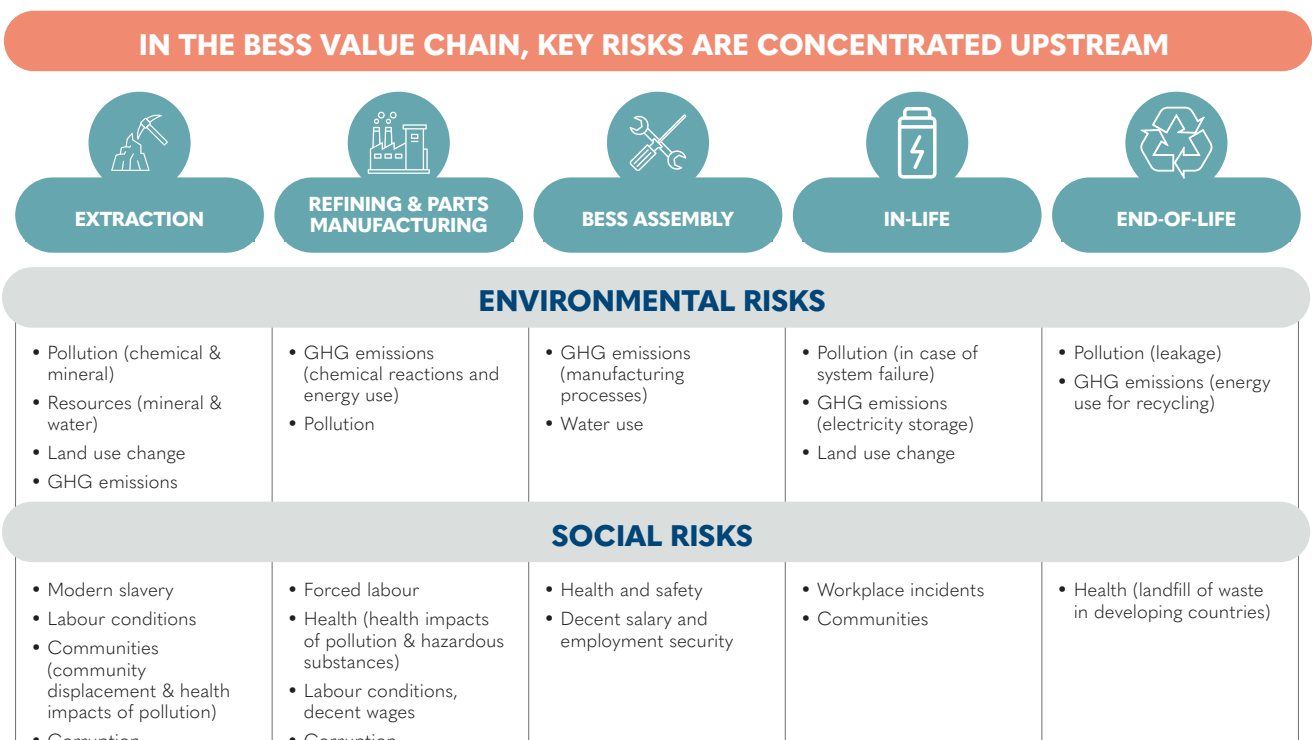 IN THE BESS VALUE CHAIN, KEY RISKS ARE CONCENTRATED UPSTREAM
EXTRACTION
REFINING & PARTS
MANUFACTURING
BESS ASSEMBLY
IN-LIFE
END-OF-LIFE
ENVIRONMENTAL RISKS
• Pollution (chemical &
mineral)
• Resources (mineral &
water)
• Land use change
• GHG emissions
• GHG emissions
(chemical reactions and
energy use)
• Pollution
• GHG emissions
(manufacturing
processes)
• Water use
• Pollution (in case of
system failure)
• GHG emissions
(electricity storage)
• Land use change
• Pollution (leakage)
• GHG emissions (energy
use for recycling)
SOCIAL RISKS
• Modern slavery
• Labour conditions
• Communities
(community
displacement & health
impacts of pollution)
• Corruption
• Forced labour
• Health (health impacts
of pollution & hazardous
substances)
• Labour conditions,
decent wages
• Corruption
• Health and safety
• Decent salary and
employment security
• Workplace incidents
• Communities
• Health (landfill of waste
in developing countries)